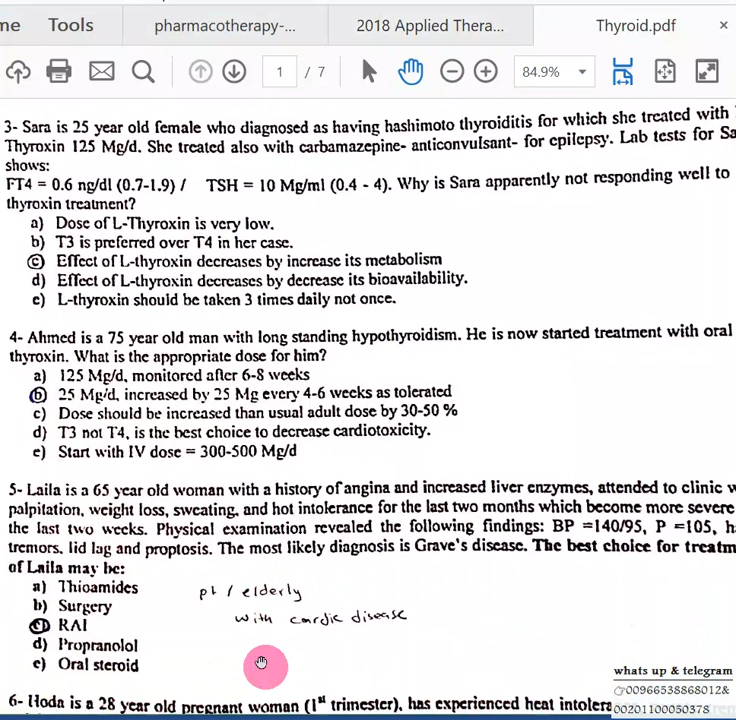 me Tools pharmacotherapy-... 2018 Applied Thera... Thyroid.pdf ×
1 / 7 84.9%
3- Sara is 25 year old female who diagnosed as having hashimoto thyroiditis for which she treated with
Thyroxin 125 Mg/d. She treated also with carbamazepine- anticonvulsant- for epilepsy. Lab tests for Sa
shows:
FT4 = 0.6 ng/dl (0.7-1.9) / TSH = 10 Mg/ml (0.4 - 4). Why is Sara apparently not responding well to
thyroxin treatment?
a) Dose of L-Thyroxin is very low.
b) T3 is preferred over T4 in her case.
c) Effect of L-thyroxin decreases by increase its metabolism
d) Effect of L-thyroxin decreases by decrease its bioavailability.
e) L-thyroxin should be taken 3 times daily not once.
4- Ahmed is a 75 year old man with long standing hypothyroidism. He is now started treatment with oral
thyroxin. What is the appropriate dose for him?
a) 125 Mg/d, monitored after 6-8 weeks
b) 25 Mg/d, increased by 25 Mg every 4-6 weeks as tolerated
c) Dose should be increased than usual adult dose by 30-50 %
d) T3 not T4, is the best choice to decrease cardiotoxicity.
e) Start with IV dose = 300-500 Mg/d
5- Laila is a 65 year old woman with a history of angina and increased liver enzymes, attended to clinic w
palpitation, weight loss, sweating, and hot intolerance for the last two months which become more severe
the last two weeks. Physical examination revealed the following findings: BP =140/95, P =105, h
tremors, lid lag and proptosis. The most likely diagnosis is Grave's disease. The best choice for treatm
of Laila may be:
a) Thioamides
b) Surgery
c) RAI
d) Propranolol
e) Oral steroid
pt / elderly
with cardic disease
whats up & telegram
00966538868012&
00201100050378
6- Hoda is a 28 year old pregnant woman (1st trimester), has experienced heat intolera